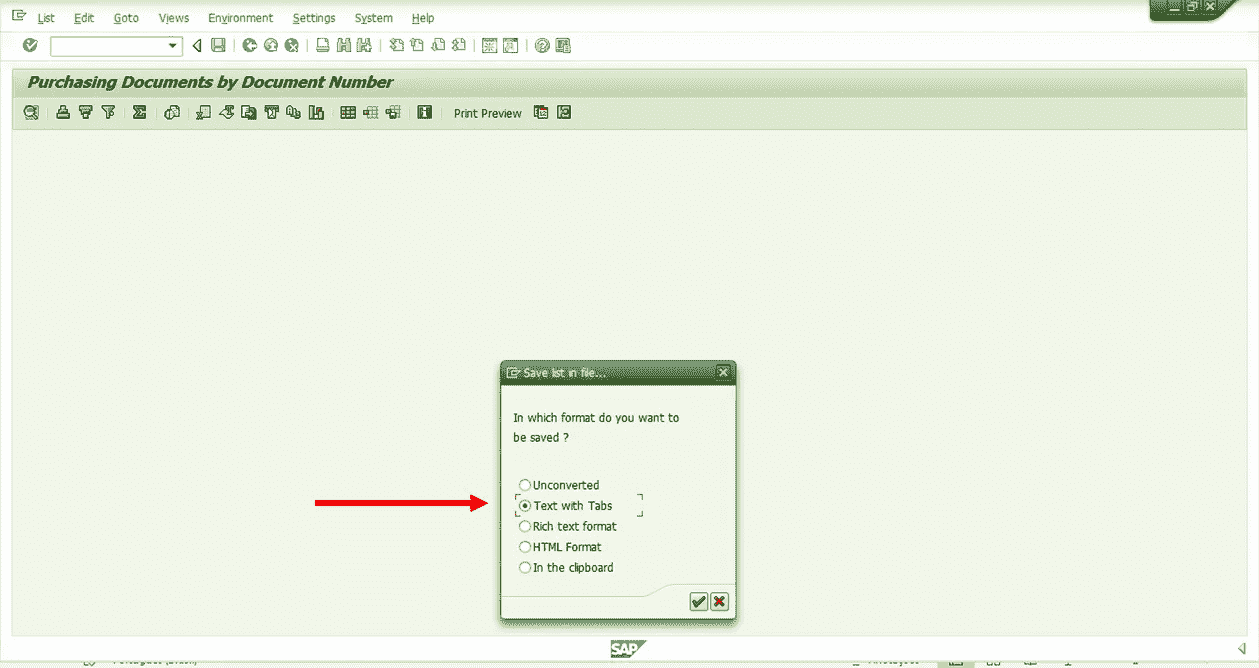 List Edit Goto Views Environment Settings System Help
Purchasing Documents by Document Number
Print Preview
Save list in file...
In which format do you want to
be saved ?
Unconverted
Text with Tabs
Rich text format
HTML Format
In the clipboard
SAP